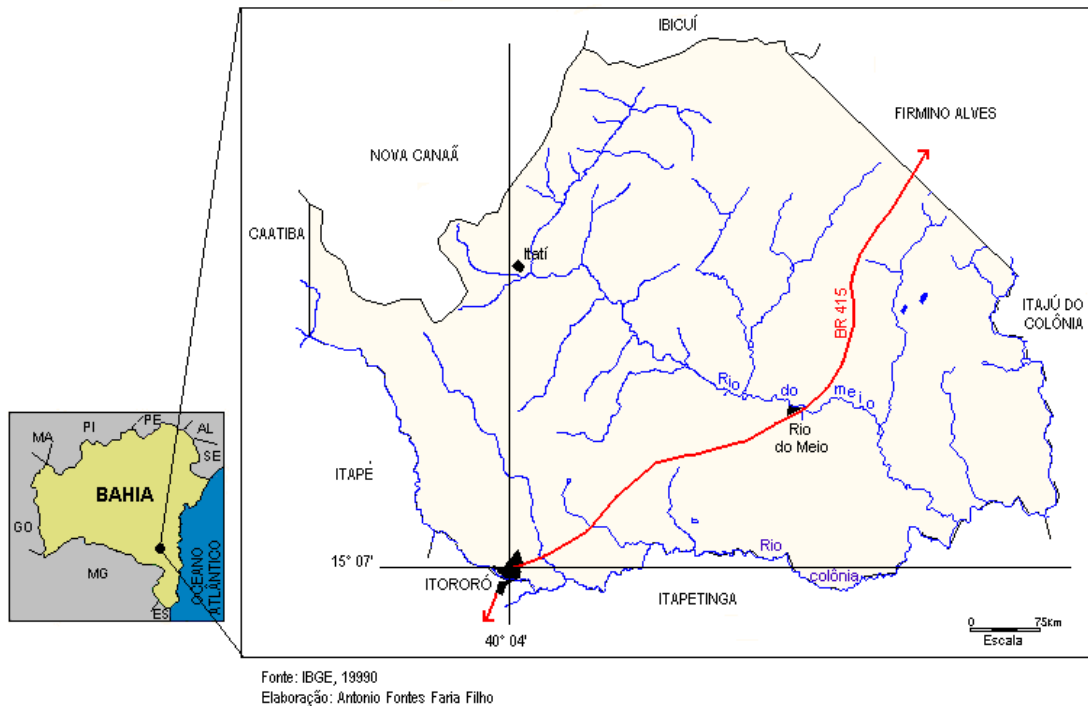 IBICUÍ
FIRMINO ALVES
NOVA CANAÃ
CAATIBA
Itatí
ITAJÚ DO
COLÔNIA
BR 415
Rio do meio
Rio
do Meio
ITAPÉ
15° 07'
Rio colônia
ITORORÓ
ITAPETINGA
40° 04'
0 75Km
Escala
PE
AL
PI
MA
SE
BAHIA
GO
MG
ES
OCEANO
ATLÂNTICO
Fonte: IBGE, 19990
Elaboração: Antonio Fontes Faria Filho